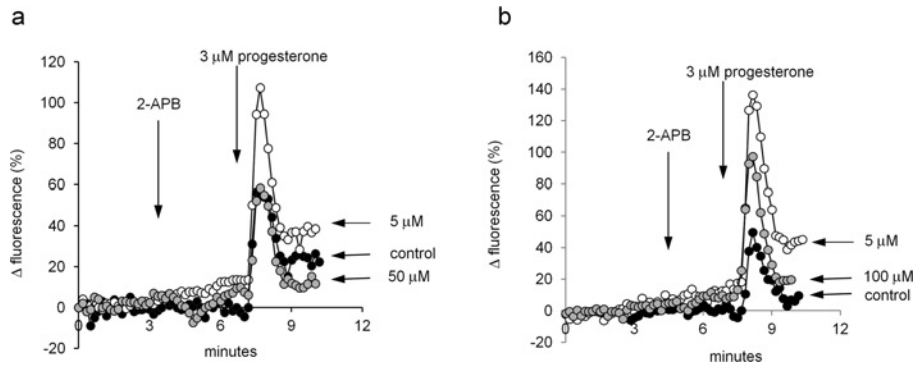 a
3 μM progesterone
2-APB
Δ fluorescence (%)
120
100
80
60
40
20
0
-20
0
3
6
9
12
minutes
5 μM
control
50 μM
b
3 μM progesterone
2-APB
Δ fluorescence (%)
160
140
120
100
80
60
40
20
0
-20
0
3
6
9
12
minutes
5 μM
100 μM
control